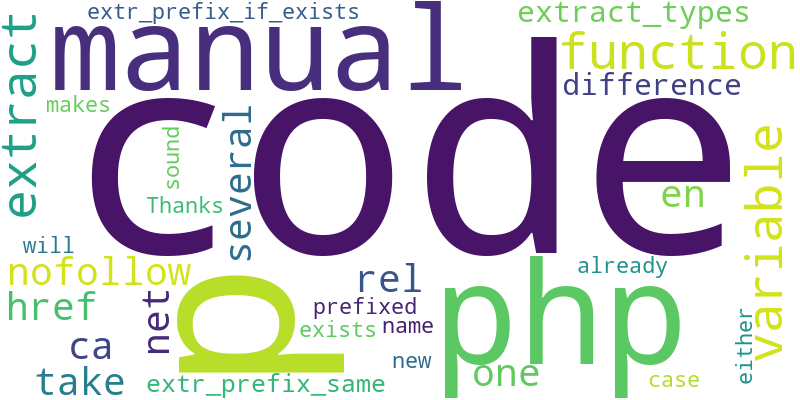 extr_prefix_if_exists
extract_types
manual
function
extract
difference
makes
code
several
sound
variable
en
Thanks
will
already
nofollow
p
php
rel
href
net
prefixed
name
exists
either
ca
new
one
take
extr_prefix_same
case